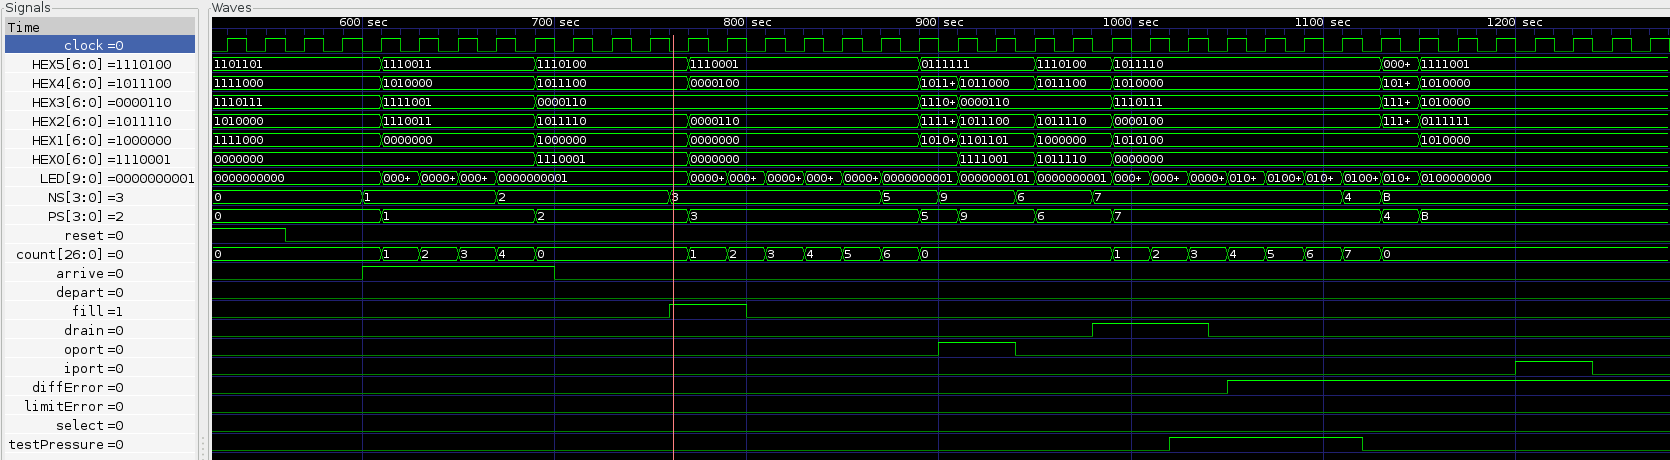 Signals Waves
Time 600 sec 700 sec 800 sec 900 sec 1000 sec 1100 sec 1200 sec
clock =0
HEX5[6:0] =1110100 1101101 1110011 1110100 1110001 0111111 1110100 1011110 000+ 1111001
HEX4[6:0] =1011100 1111000 1010000 1011100 0000100 1011+ 1011000 1011100 1010000 101+ 1010000
HEX3[6:0] =0000110 1110111 1111001 0000110 1110+ 0000110 1110111 111+ 1010000
HEX2[6:0] =1011110 1010000 1110011 1011110 0000110 1111+ 1011100 1011110 0000100 111+ 0111111
HEX1[6:0] =1000000 1111000 0000000 1000000 0000000 1010+ 1101101 1000000 1010100 1010000
HEX0[6:0] =1110001 0000000 1110001 0000000 1111001 1011110 0000000
LED[9:0] =0000000001 0000000000 000+ 0000+ 000+ 0000000001 0000+ 000+ 0000+ 000+ 0000+ 0000000001 0000000101 0000000001 000+ 000+ 0000+ 010+ 0100+ 010+ 0100+ 010+ 0100000000
NS[3:0] =3 0 1 2 3 5 9 6 7 4 B
PS[3:0] =2 0 1 2 3 5 9 6 7 4 B
reset =0
count[26:0] =0 0 1 2 3 4 0 1 2 3 4 5 6 0 1 2 3 4 5 6 7 0
arrive =0
depart =0
fill =1
drain =0
oport =0
iport =0
diffError =0
limitError =0
select =0
testPressure =0